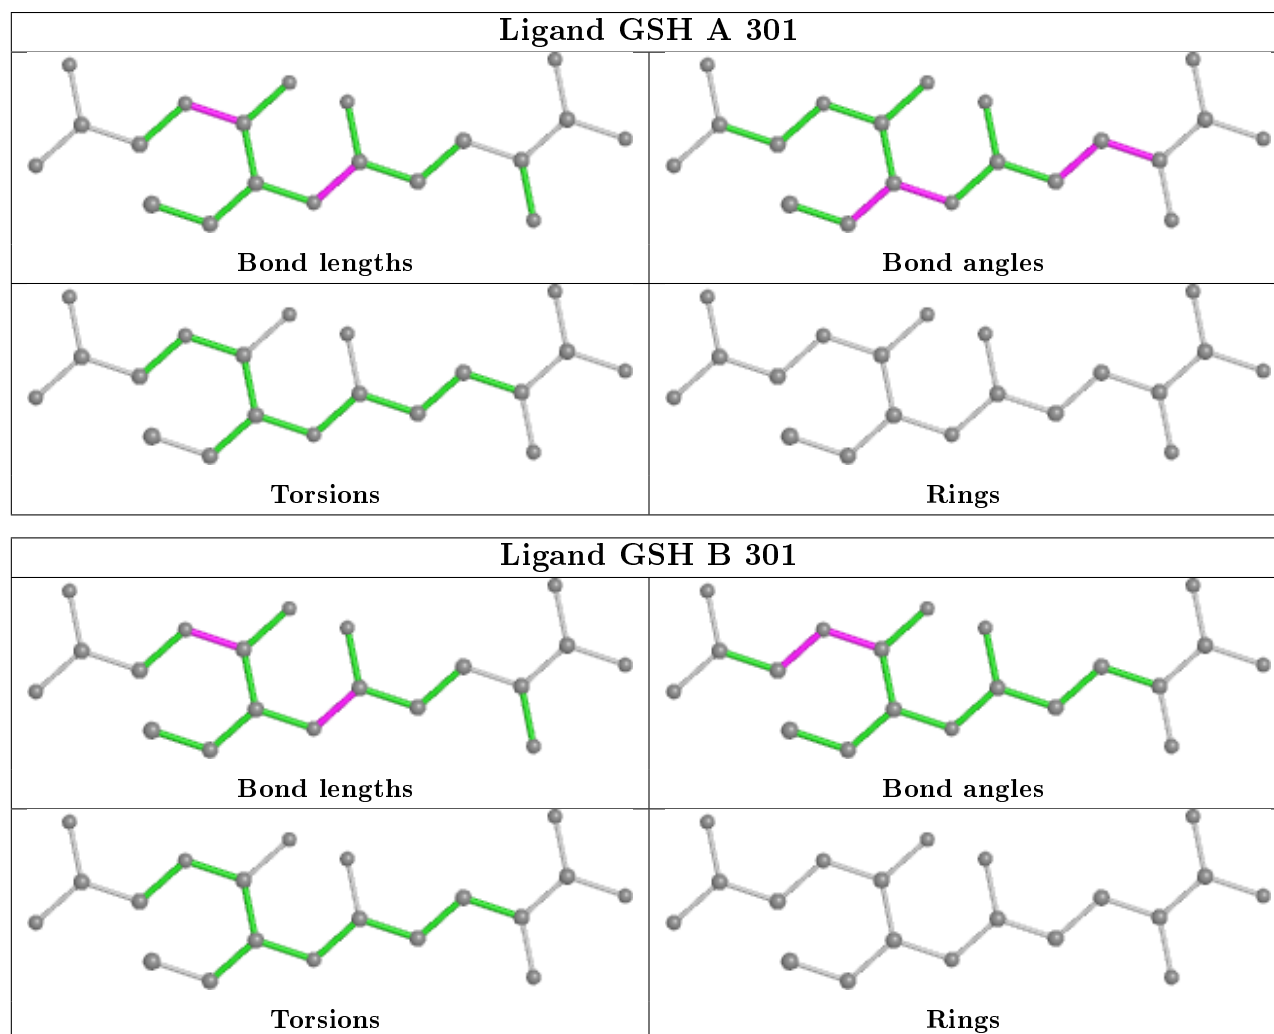 Ligand GSH A 301
Bond lengths
Bond angles
Torsions
Rings
Ligand GSH B 301
Bond lengths
Bond angles
Torsions
Rings